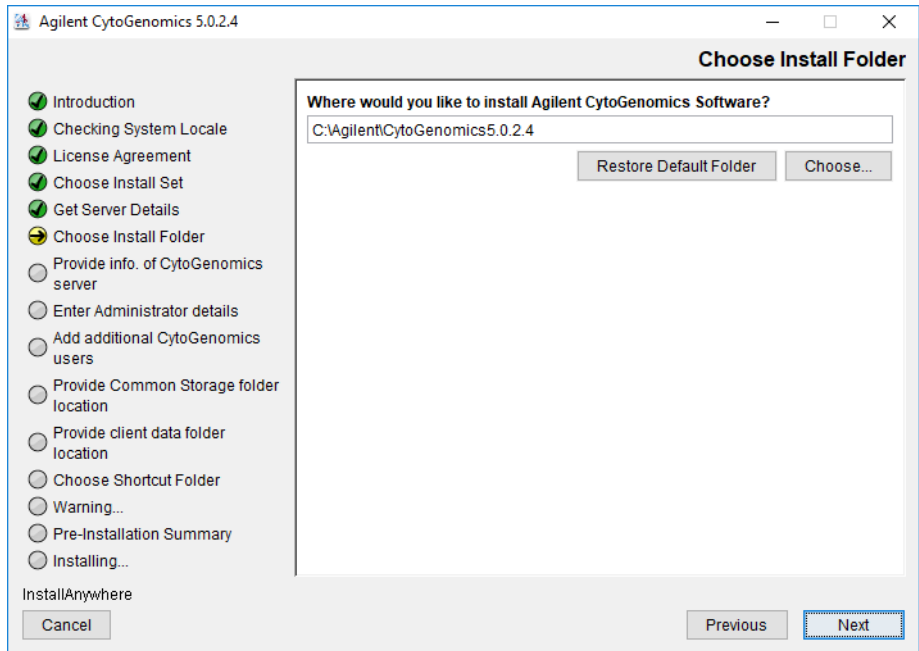 Agilent CytoGenomics 5.0.2.4
Choose Install Folder
Introduction
Checking System Locale
License Agreement
Choose Install Set
Get Server Details
Choose Install Folder
Provide info. of CytoGenomics
server
Enter Administrator details
Add additional CytoGenomics
users
Provide Common Storage folder
location
Provide client data folder
location
Choose Shortcut Folder
Warning...
Pre-Installation Summary
Installing...
Where would you like to install Agilent CytoGenomics Software?
C:\Agilent\CytoGenomics5.0.2.4
Restore Default Folder
Choose...
InstallAnywhere
Cancel
Previous
Next